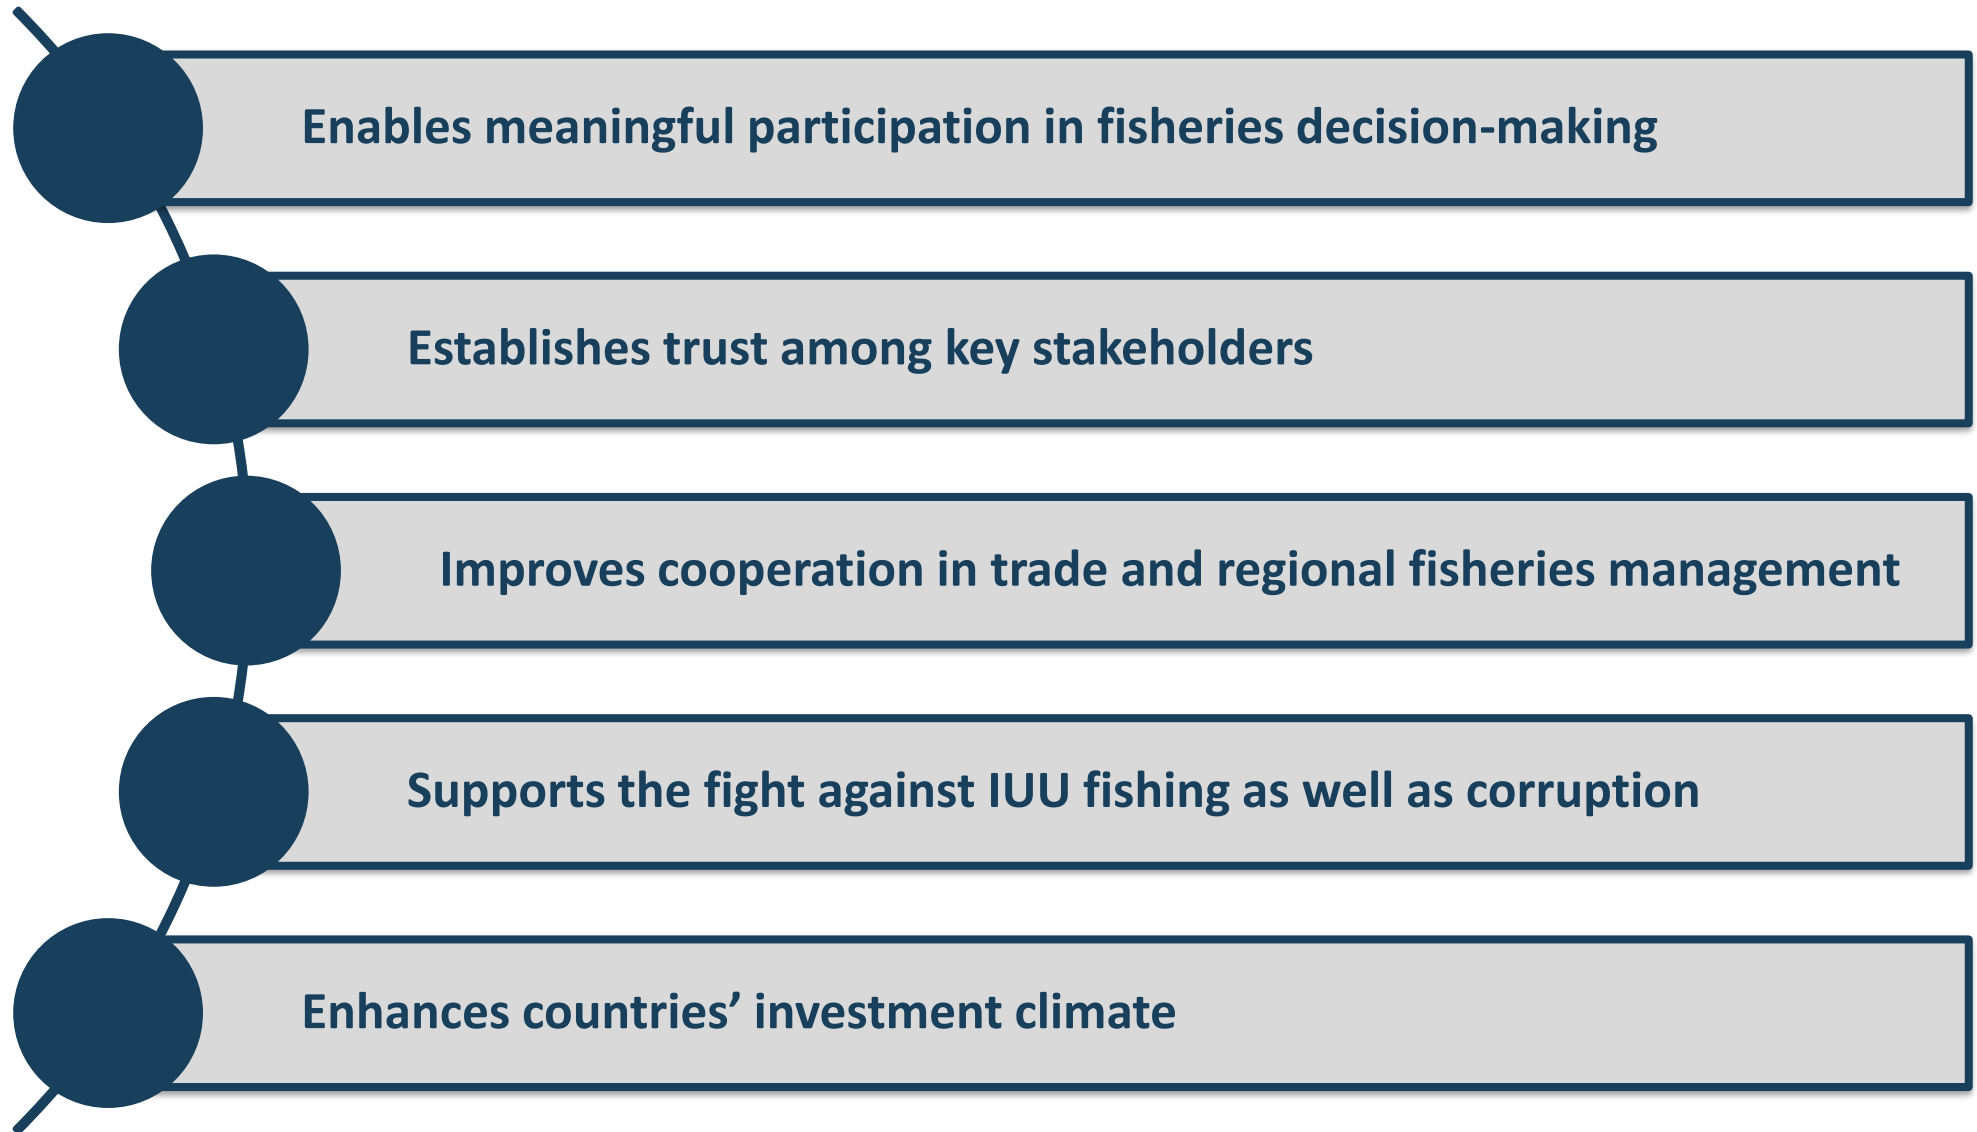 Enables meaningful participation in fisheries decision-making
Establishes trust among key stakeholders
Improves cooperation in trade and regional fisheries management
Supports the fight against IUU fishing as well as corruption
Enhances countries’ investment climate